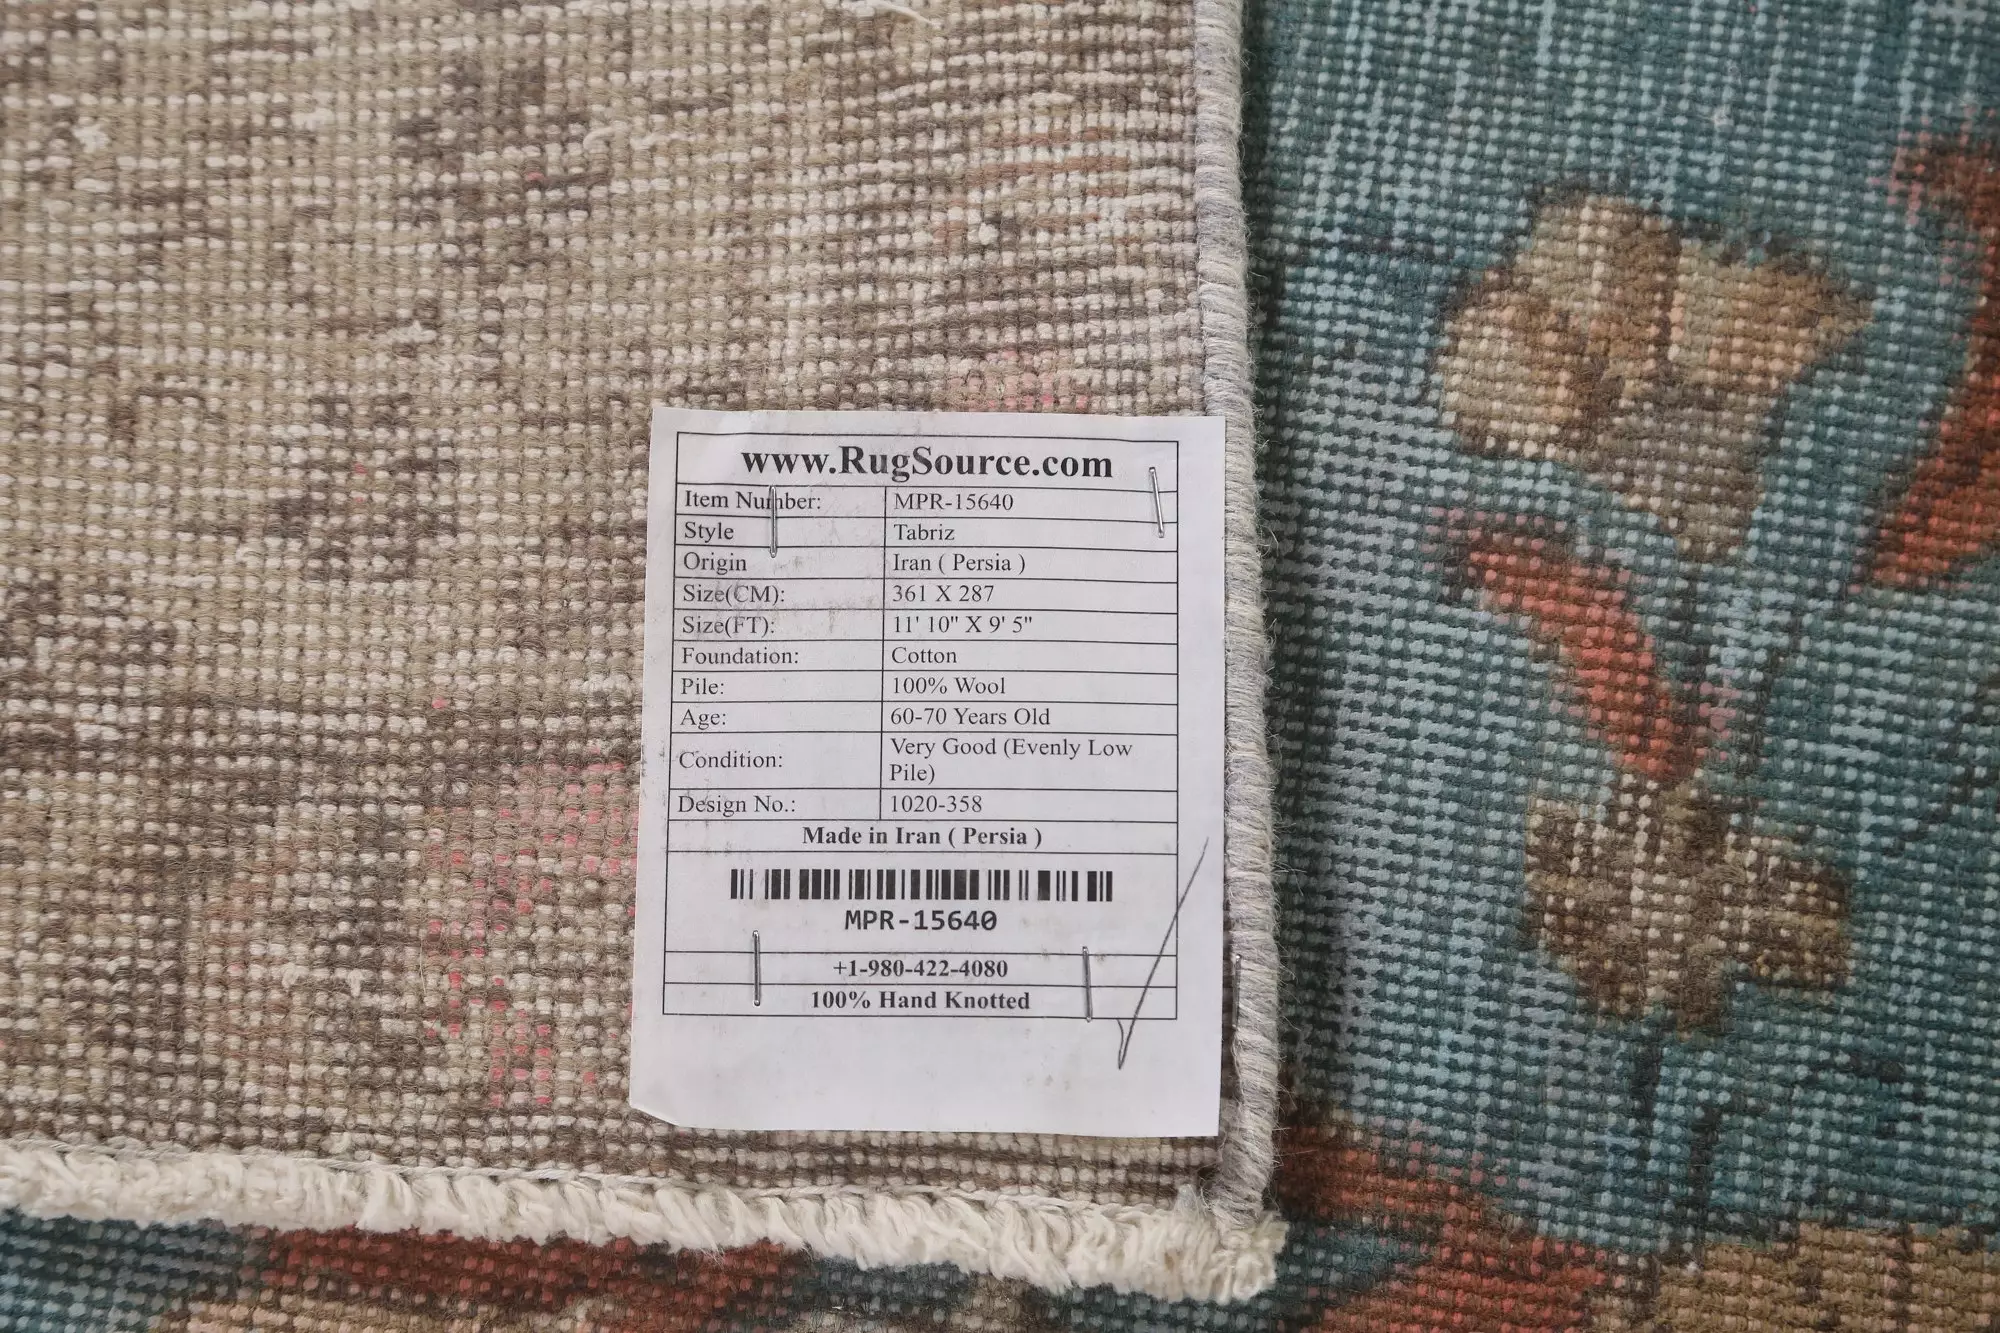 www.RugSource.com
Item Number: MPR-15640
Style Tabriz
Origin Iran ( Persia )
Size(CM): 361 X 287
Size(FT): 11' 10" X 9' 5"
Foundation: Cotton
Pile: 100% Wool
Age: 60-70 Years Old
Condition: Very Good (Evenly Low
Pile)
Design No.: 1020-358
Made in Iran ( Persia )
MPR-15640
+1-980-422-4080
100% Hand Knotted